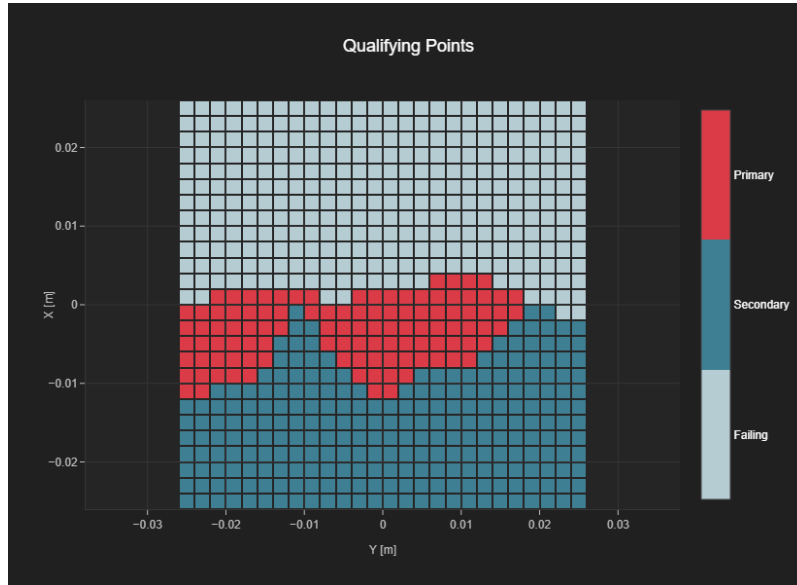 Qualifying Points
0.02
0.01
0
−0.01
−0.02
X [m]
−0.03
−0.02
−0.01
0
0.01
0.02
0.03
Y [m]
Primary
Secondary
Failing